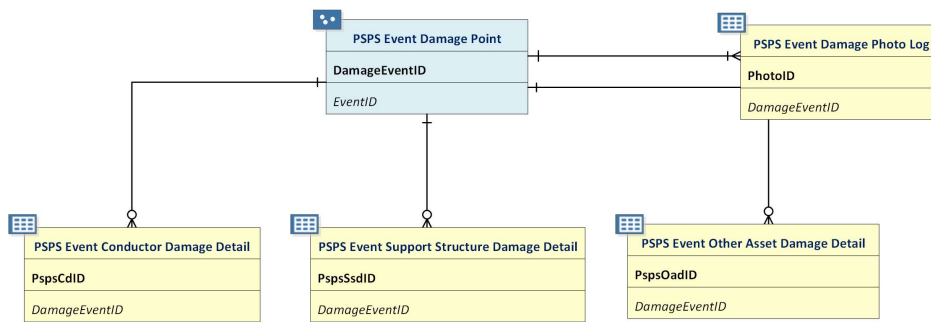 PSPS Event Damage Point
DamageEventID
EventID
PSPS Event Damage Photo Log
PhotoID
DamageEventID
PSPS Event Conductor Damage Detail
PspsCdID
DamageEventID
PSPS Event Support Structure Damage Detail
PspsSsdID
DamageEventID
PSPS Event Other Asset Damage Detail
PspsOadID
DamageEventID